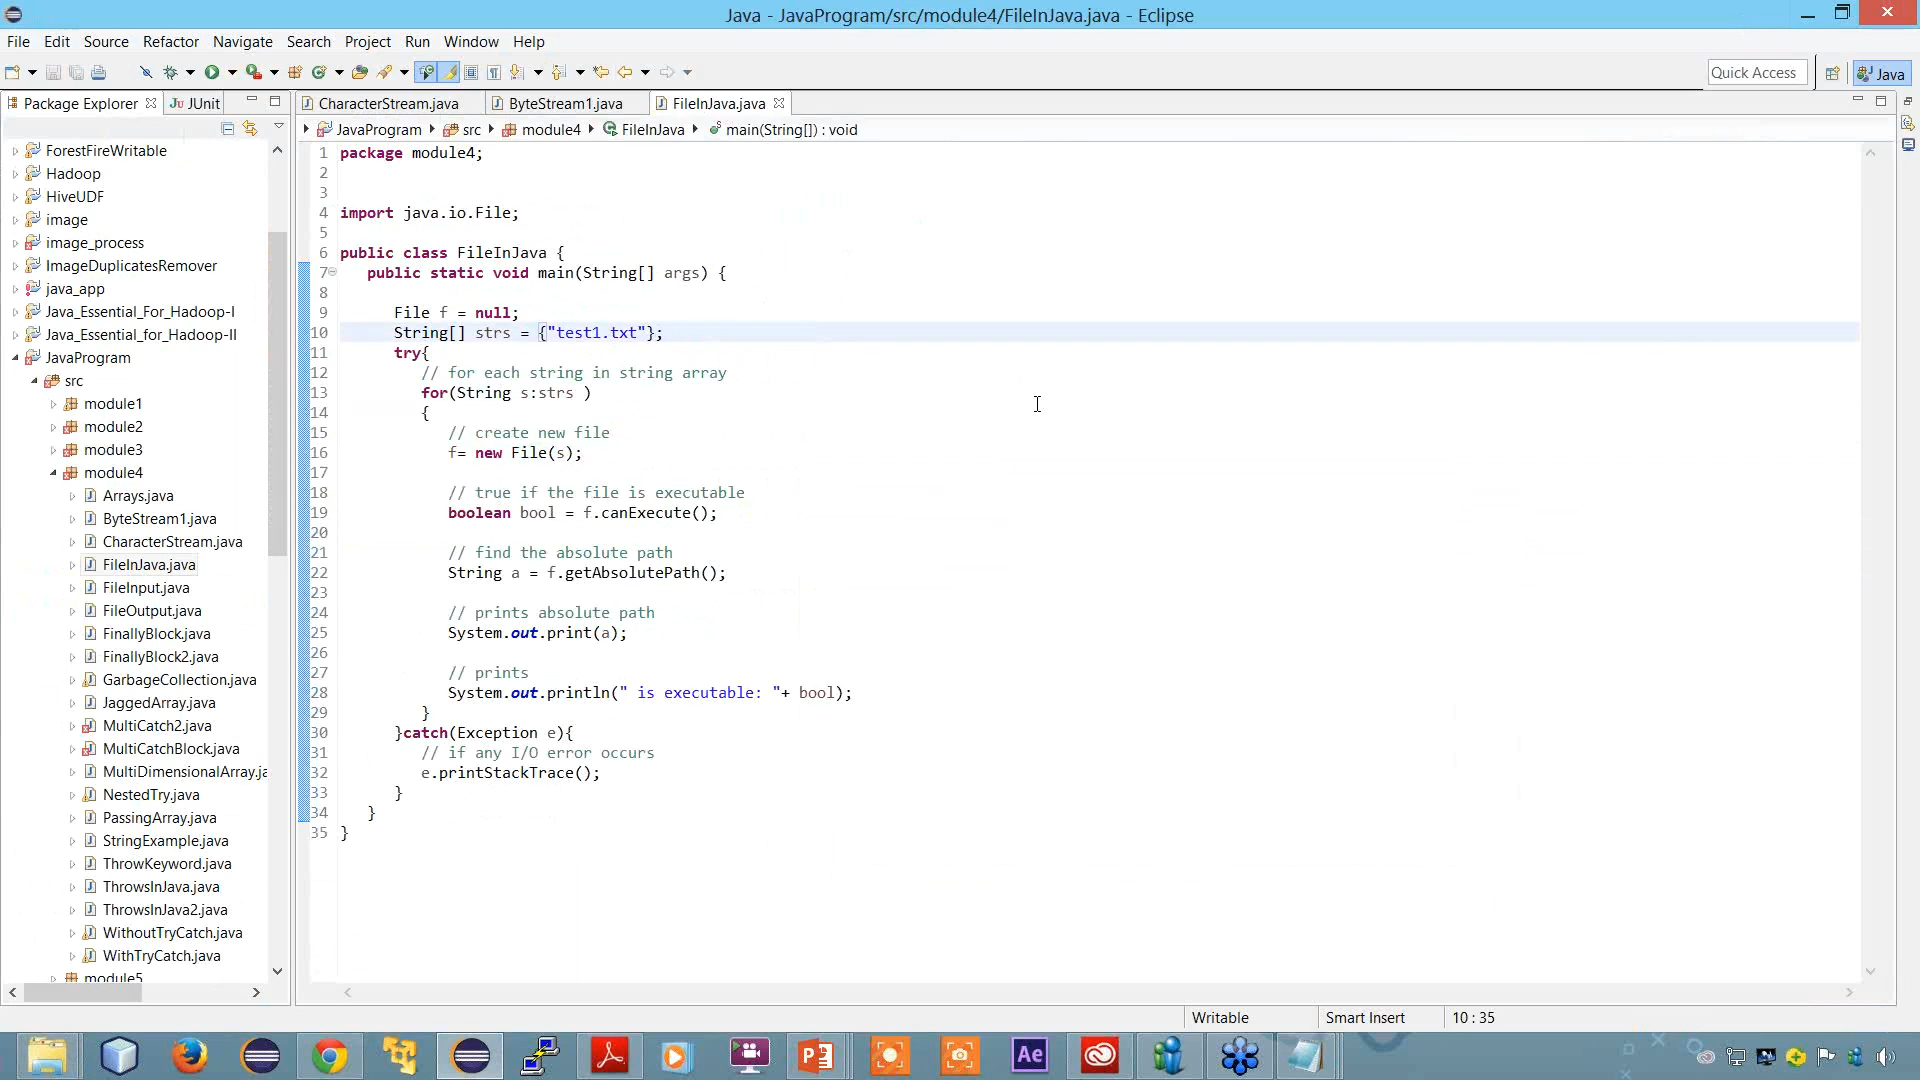 Java - JavaProgram/src/module4/FileInJava.java - Eclipse
File Edit Source Refactor Navigate Search Project Run Window Help
Quick Access Java
Package Explorer JUnit CharacterStream.java ByteStream1.java FileInJava.java
JavaProgram src module4 FileInJava main(String[]) : void
ForestFireWritable
Hadoop
HiveUDF
image
image_process
ImageDuplicatesRemover
java_app
Java_Essential_For_Hadoop-I
Java_Essential_for_Hadoop-II
JavaProgram
src
module1
module2
module3
module4
Arrays.java
ByteStream1.java
CharacterStream.java
FileInJava.java
FileInput.java
FileOutput.java
FinallyBlock.java
FinallyBlock2.java
GarbageCollection.java
JaggedArray.java
MultiCatch2.java
MultiCatchBlock.java
MultiDimensionalArray.ja
NestedTry.java
PassingArray.java
StringExample.java
ThrowKeyword.java
ThrowsInJava.java
ThrowsInJava2.java
WithoutTryCatch.java
WithTryCatch.java
module5
1 package module4;
2
3
4 import java.io.File;
5
6 public class FileInJava {
7 public static void main(String[] args) {
8
9 File f = null;
10 String[] strs = {"test1.txt"};
11 try{
12 // for each string in string array
13 for(String s:strs )
14 {
15 // create new file
16 f= new File(s);
17
18 // true if the file is executable
19 boolean bool = f.canExecute();
20
21 // find the absolute path
22 String a = f.getAbsolutePath();
23
24 // prints absolute path
25 System.out.print(a);
26
27 // prints
28 System.out.println(" is executable: "+ bool);
29 }
30 }catch(Exception e){
31 // if any I/O error occurs
32 e.printStackTrace();
33 }
34 }
35 }
Writable Smart Insert 10 : 35
Ae